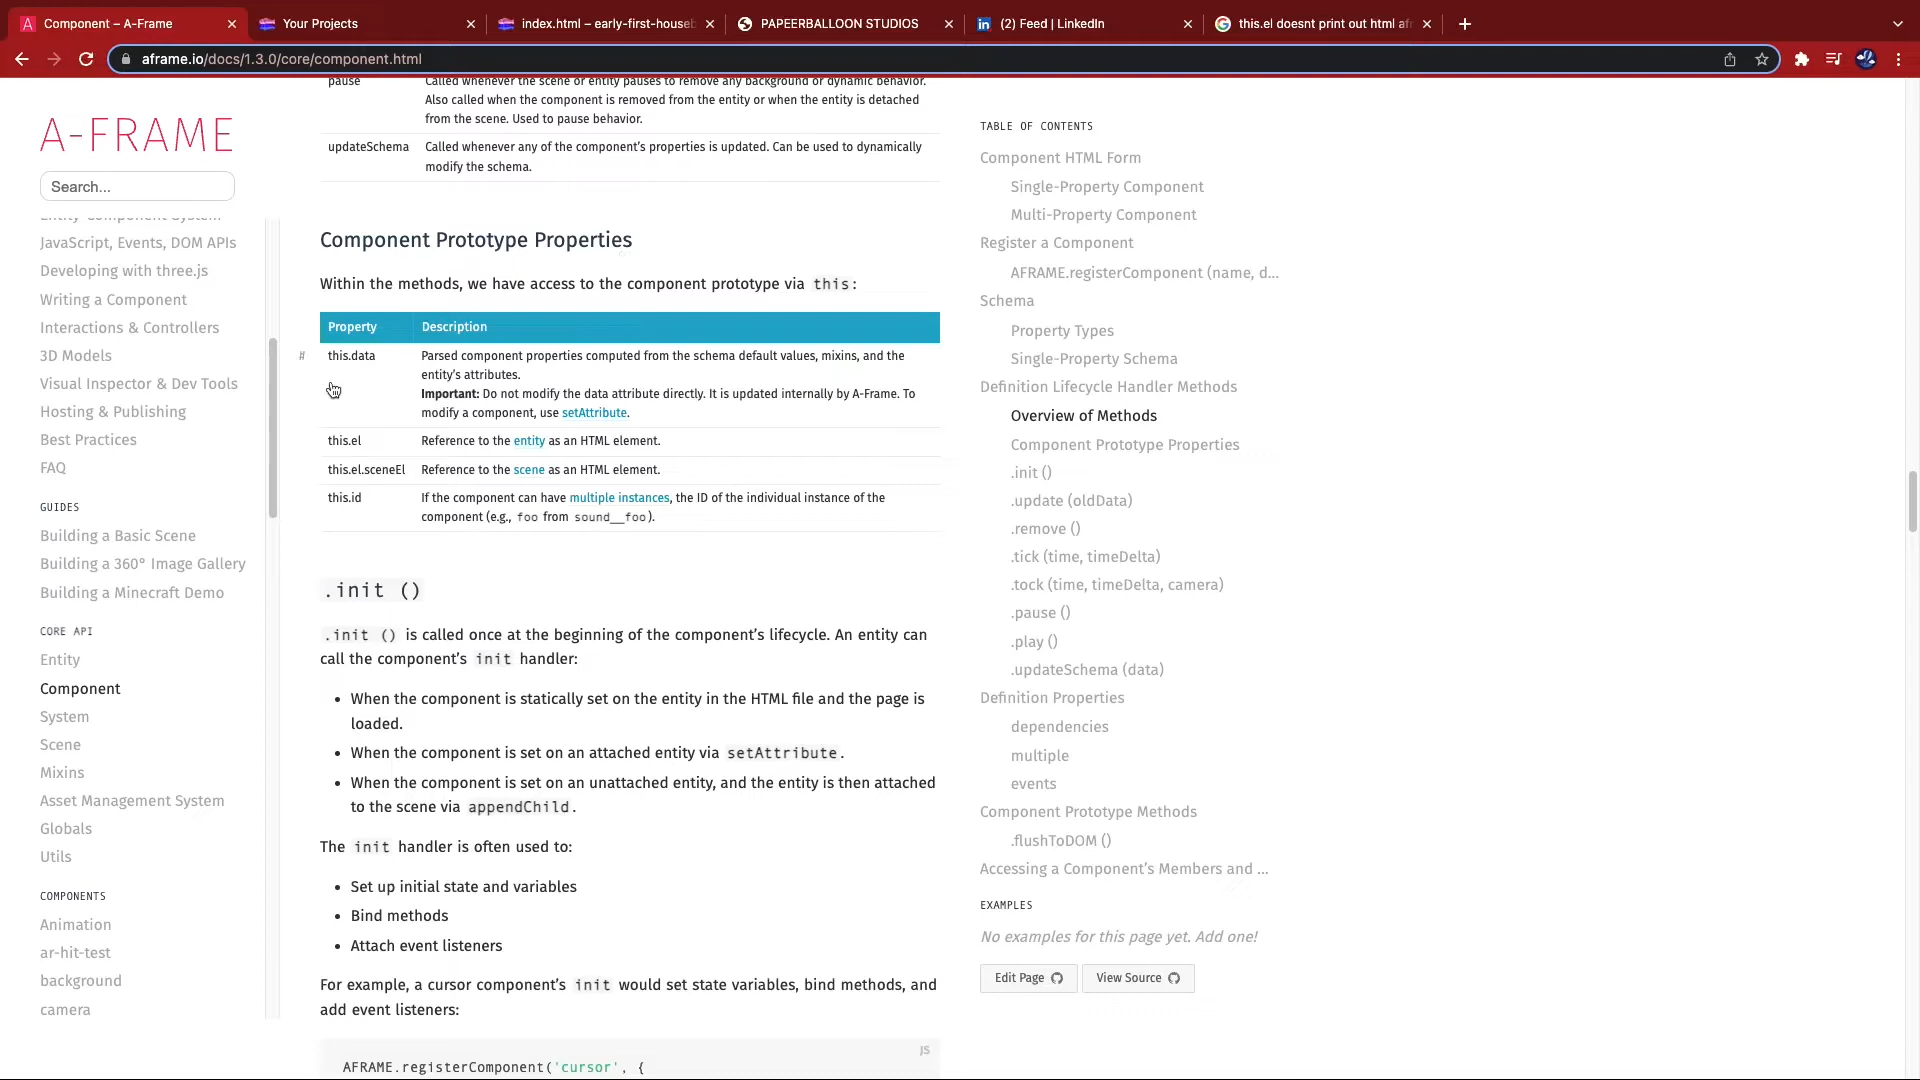 Component – A-Frame
Your Projects
index.html – early-first-houseb
PAPEERBALLOON STUDIOS
(2) Feed | LinkedIn
this.el doesnt print out html afr
aframe.io/docs/1.3.0/core/component.html
A-FRAME
Search...
Entity-Component System
JavaScript, Events, DOM APIs
Developing with three.js
Writing a Component
Interactions & Controllers
3D Models
Visual Inspector & Dev Tools
Hosting & Publishing
Best Practices
FAQ
GUIDES
Building a Basic Scene
Building a 360° Image Gallery
Building a Minecraft Demo
CORE API
Entity
Component
System
Scene
Mixins
Asset Management System
Globals
Utils
COMPONENTS
Animation
ar-hit-test
background
camera
pause
Called whenever the scene or entity pauses to remove any background or dynamic behavior.
Also called when the component is removed from the entity or when the entity is detached
from the scene. Used to pause behavior.
updateSchema
Called whenever any of the component's properties is updated. Can be used to dynamically
modify the schema.
Component Prototype Properties
Within the methods, we have access to the component prototype via this:
Property Description
#
this.data
Parsed component properties computed from the schema default values, mixins, and the
entity's attributes.
Important: Do not modify the data attribute directly. It is updated internally by A-Frame. To
modify a component, use setAttribute.
this.el
Reference to the entity as an HTML element.
this.el.sceneEl
Reference to the scene as an HTML element.
this.id
If the component can have multiple instances, the ID of the individual instance of the
component (e.g., foo from sound__foo).
.init ()
.init () is called once at the beginning of the component's lifecycle. An entity can
call the component's init handler:
• When the component is statically set on the entity in the HTML file and the page is
loaded.
• When the component is set on an attached entity via setAttribute.
• When the component is set on an unattached entity, and the entity is then attached
to the scene via appendChild.
The init handler is often used to:
• Set up initial state and variables
• Bind methods
• Attach event listeners
For example, a cursor component's init would set state variables, bind methods, and
add event listeners:
JS
AFRAME.registerComponent('cursor', {
TABLE OF CONTENTS
Component HTML Form
Single-Property Component
Multi-Property Component
Register a Component
AFRAME.registerComponent (name, d...
Schema
Property Types
Single-Property Schema
Definition Lifecycle Handler Methods
Overview of Methods
Component Prototype Properties
.init ()
.update (oldData)
.remove ()
.tick (time, timeDelta)
.tock (time, timeDelta, camera)
.pause ()
.play ()
.updateSchema (data)
Definition Properties
dependencies
multiple
events
Component Prototype Methods
.flushToDOM ()
Accessing a Component's Members and ...
EXAMPLES
No examples for this page yet. Add one!
Edit Page
View Source